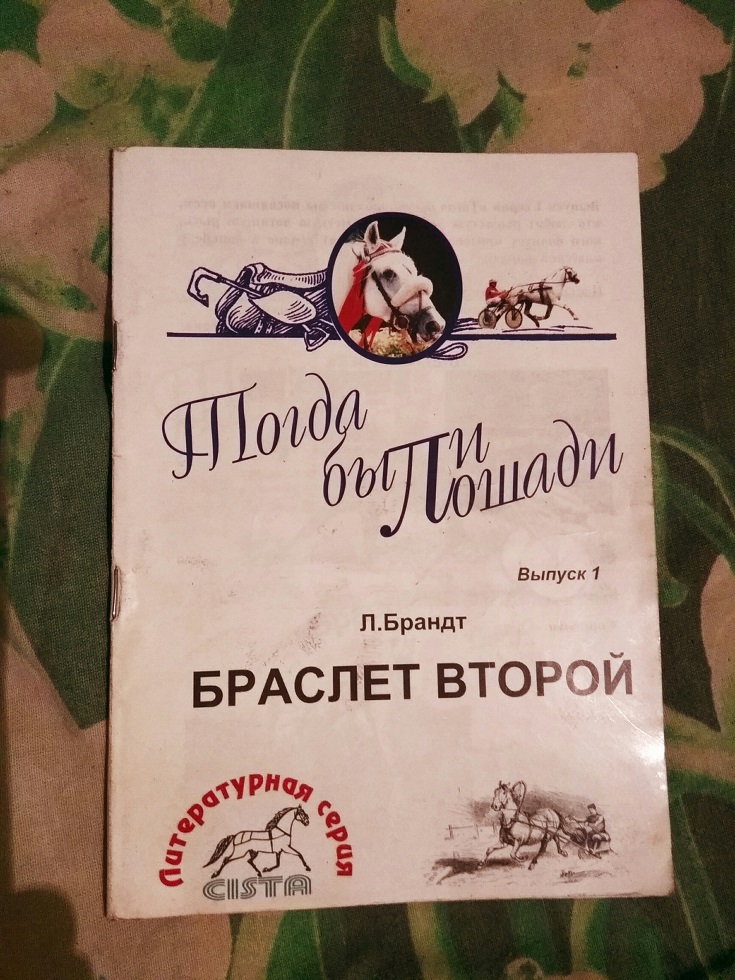 Тогда
были
Лошади
Выпуск 1
Л.Брандт
БРАСЛЕТ ВТОРОЙ
Литературная серия
CISTA